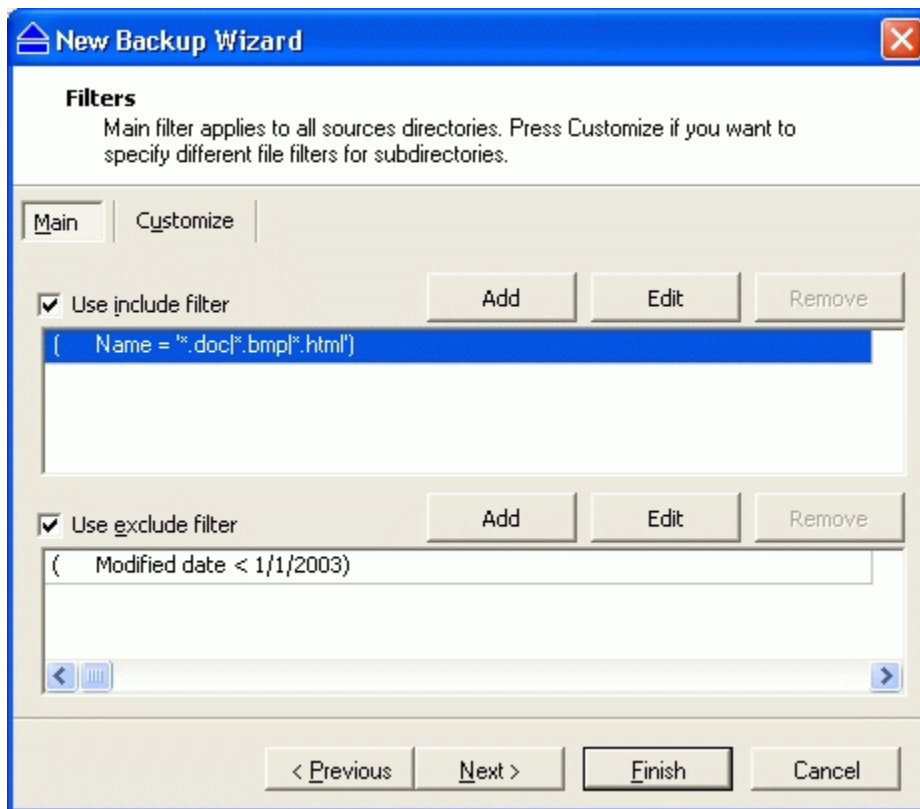 New Backup Wizard
Filters
Main filter applies to all sources directories. Press Customize if you want to
specify different file filters for subdirectories.
Main Customize
Use include filter Add Edit Remove
( Name = '*.doc|*.bmp|*.html')
Use exclude filter Add Edit Remove
( Modified date < 1/1/2003)
< Previous Next > Finish Cancel